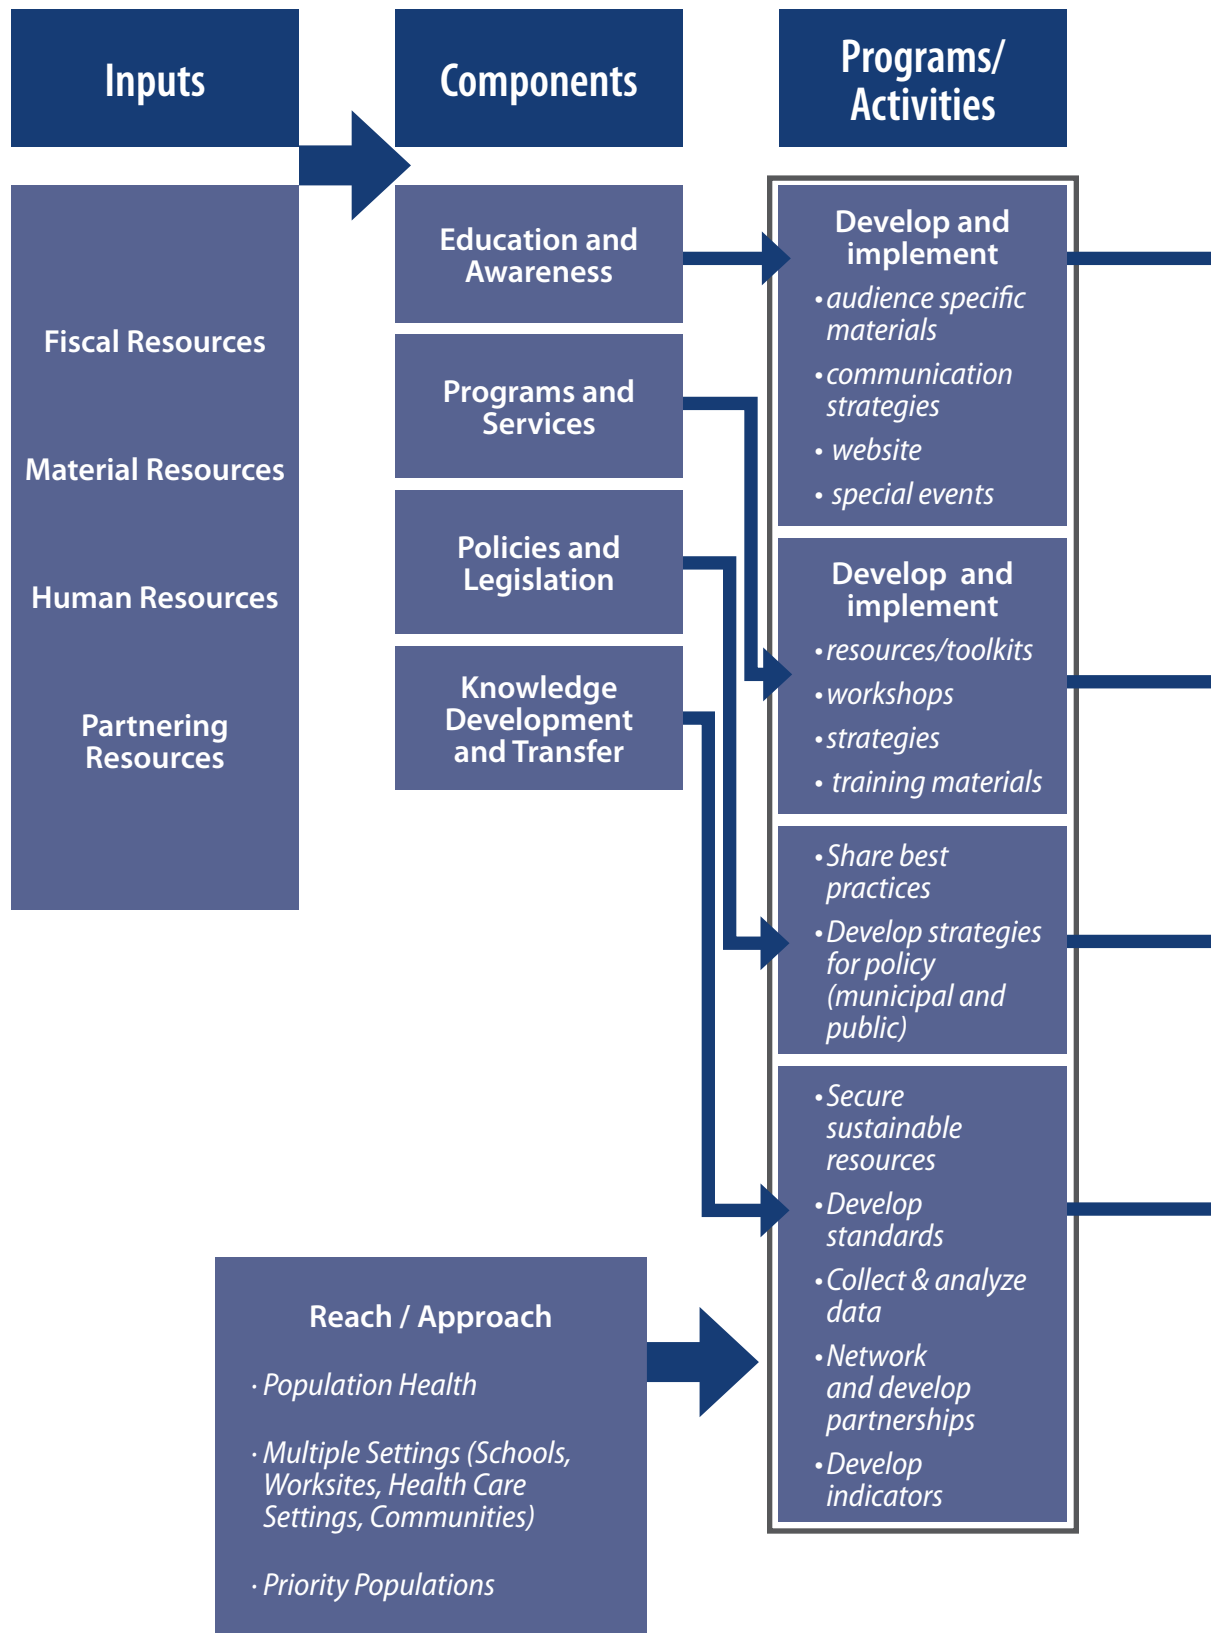 Inputs
Fiscal Resources
Material Resources
Human Resources
Partnering
Resources
Components
Education and
Awareness
Programs and
Services
Policies and
Legislation
Knowledge
Development
and Transfer
Programs/
Activities
Develop and
implement
• audience specific
materials
• communication
strategies
• website
• special events
Develop and
implement
• resources/toolkits
• workshops
• strategies
• training materials
• Share best
practices
• Develop strategies
for policy
(municipal and
public)
• Secure
sustainable
resources
• Develop
standards
• Collect & analyze
data
• Network
and develop
partnerships
• Develop
indicators
Reach / Approach
· Population Health
· Multiple Settings (Schools,
Worksites, Health Care
Settings, Communities)
· Priority Populations